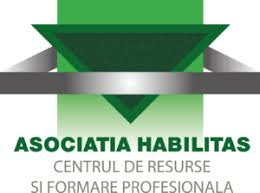 ASOCIATIA HABILITAS
CENTRUL DE RESURSE
SI FORMARE PROFESIONALA